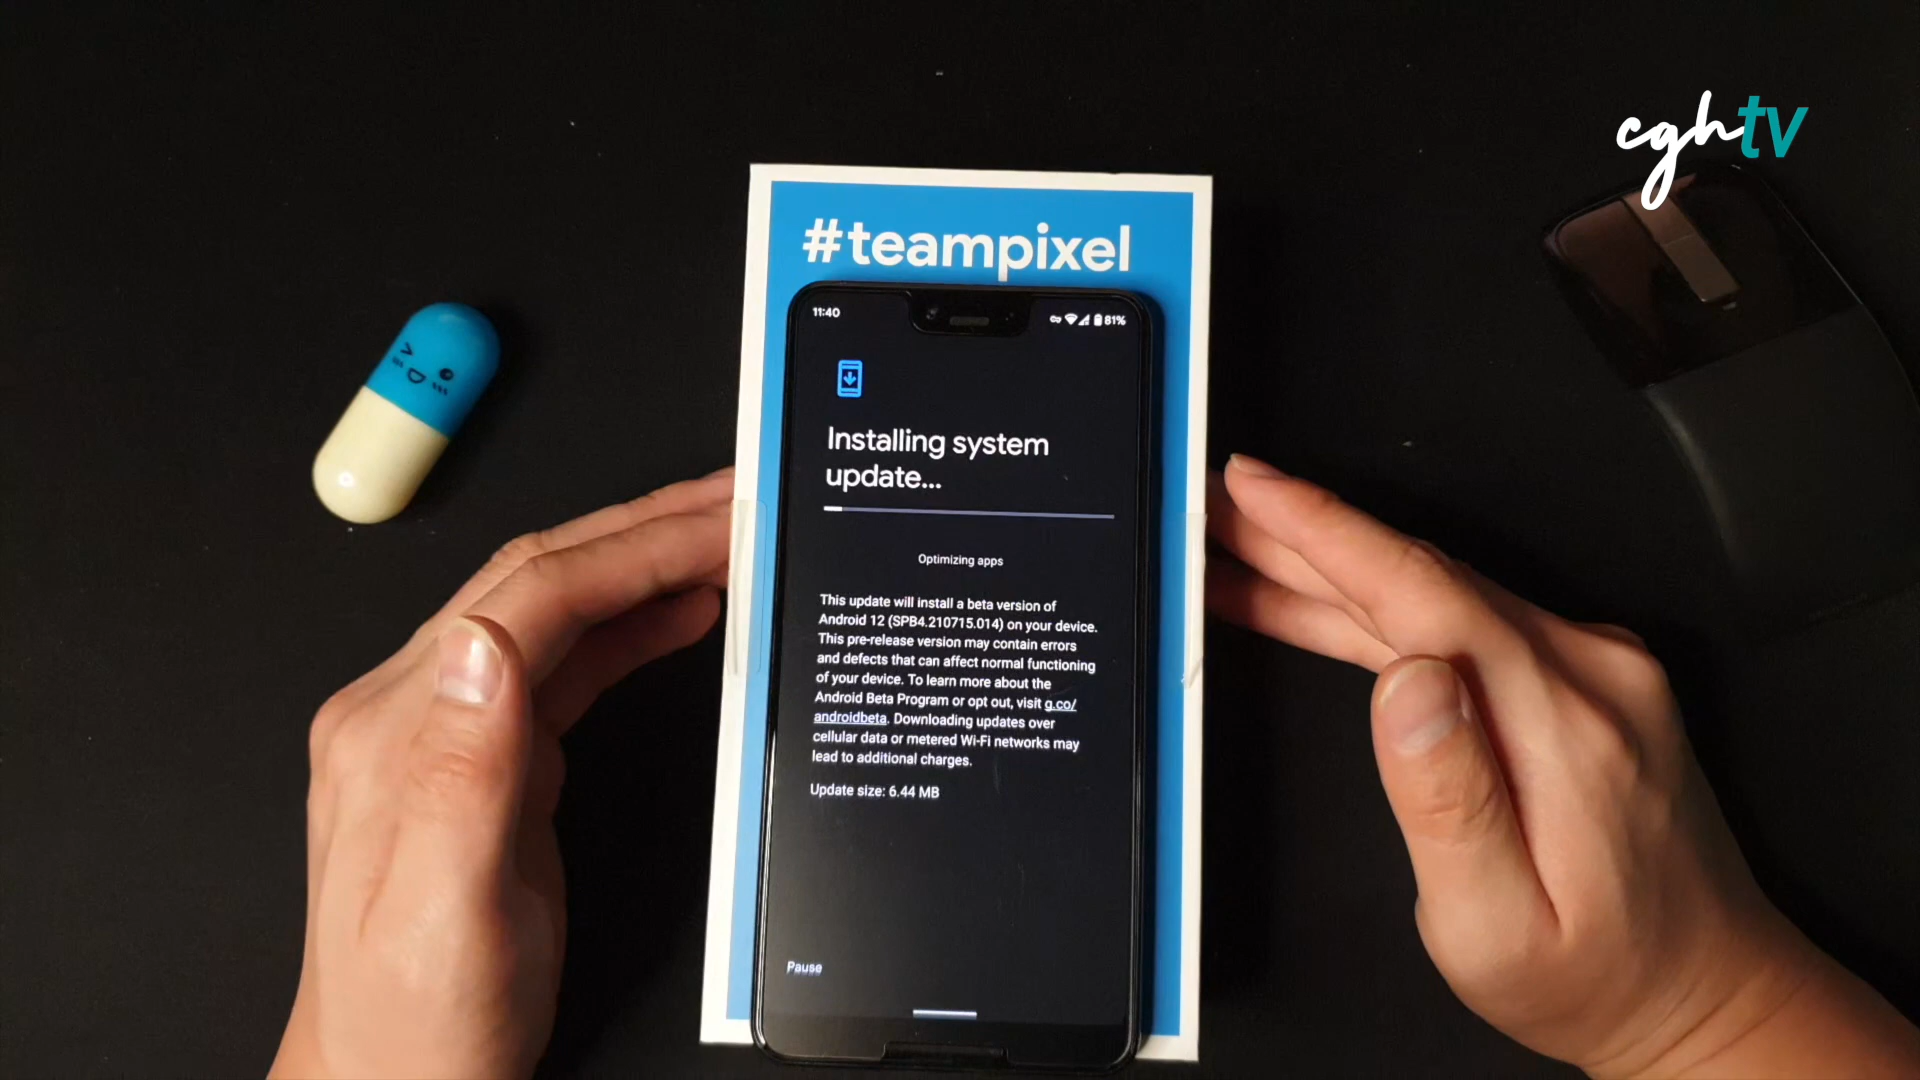 cghtv
#teampixel
11:40
81%
Installing system
update...
Optimizing apps
This update will install a beta version of
Android 12 (SPB4.210715.014) on your device.
This pre-release version may contain errors
and defects that can affect normal functioning
of your device. To learn more about the
Android Beta Program or opt out, visit g.co/
androidbeta. Downloading updates over
cellular data or metered Wi-Fi networks may
lead to additional charges.
Update size: 6.44 MB
Pause